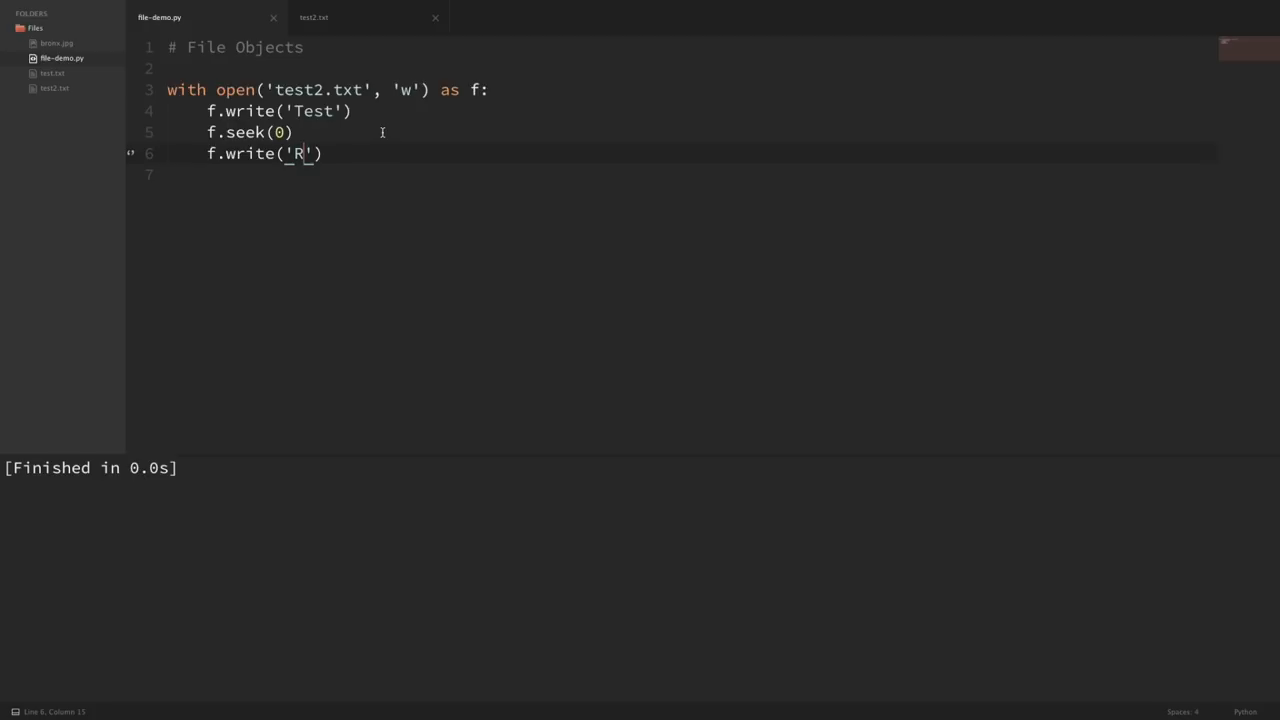 FOLDERS
Files
bronx.jpg
file-demo.py
test.txt
test2.txt
file-demo.py
test2.txt
1 # File Objects
2
3 with open('test2.txt', 'w') as f:
4     f.write('Test')
5     f.seek(0)
6     f.write('R')
7
[Finished in 0.0s]
Line 6, Column 15
Spaces: 4
Python